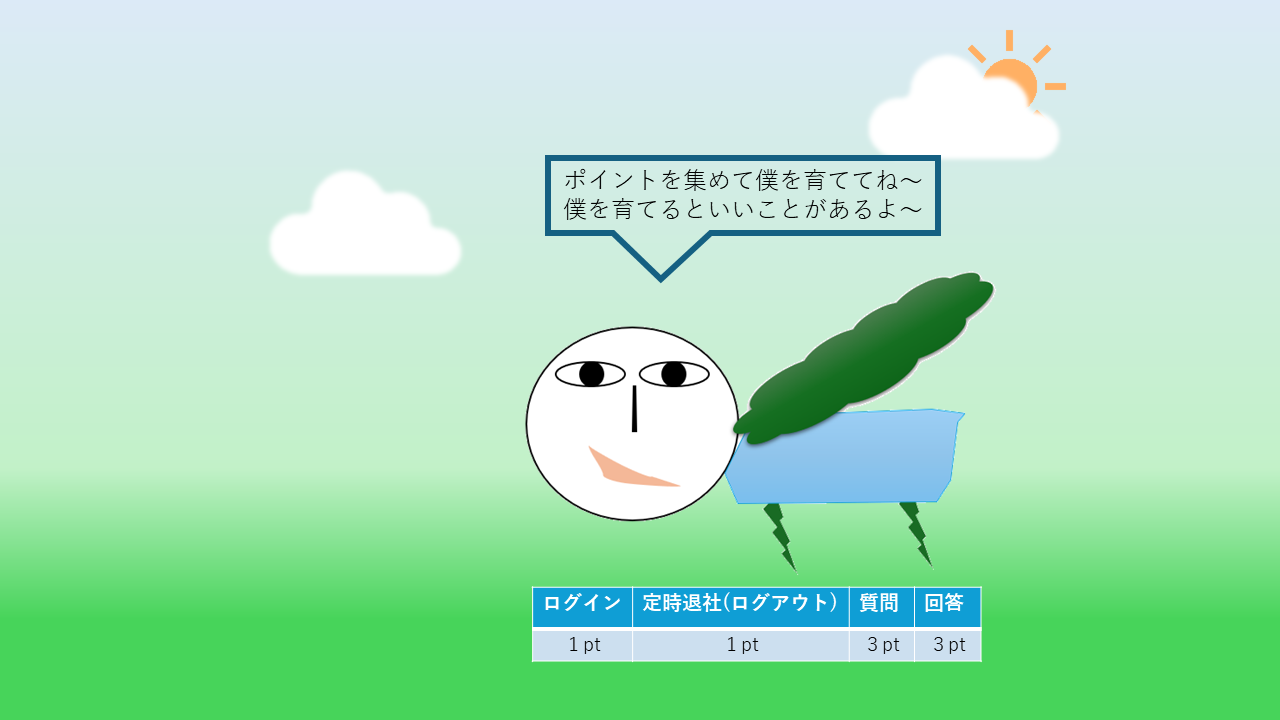 ポイントを集めて僕を育ててね～
僕を育てるといいことがあるよ～
ログイン 定時退社(ログアウト) 質問 回答
1 pt 1 pt 3 pt 3 pt